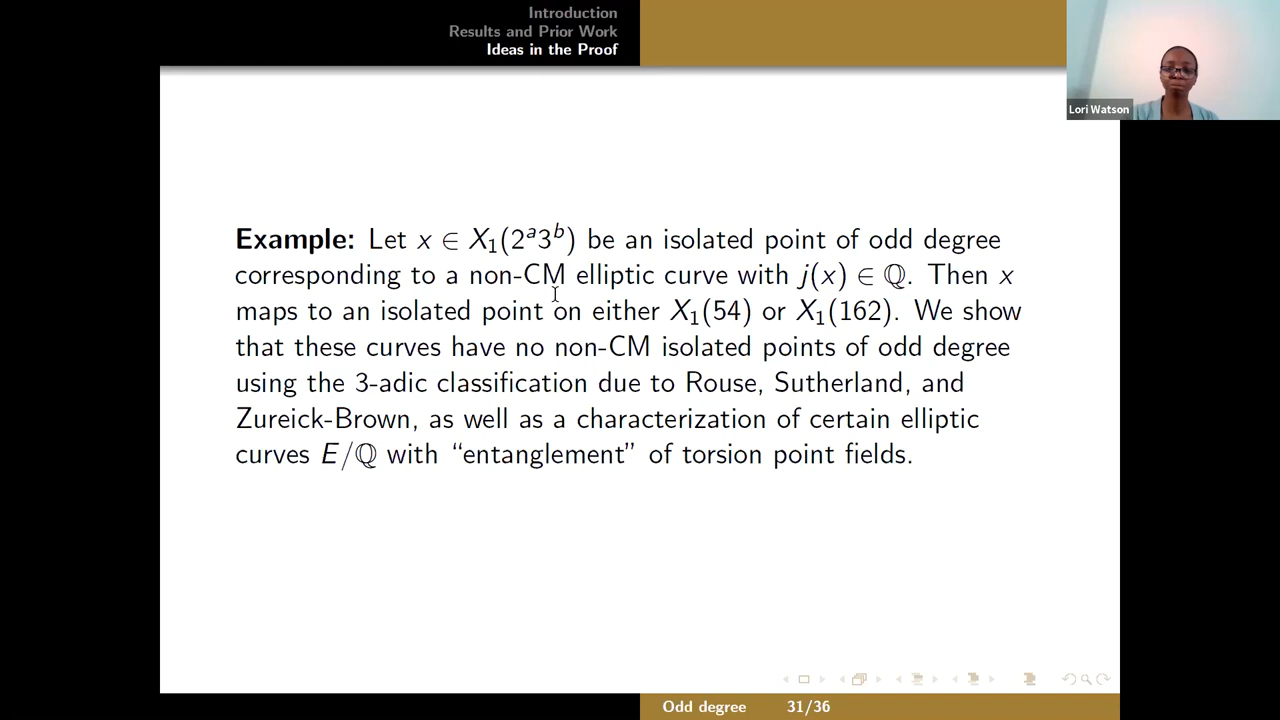 Introduction
Results and Prior Work
Ideas in the Proof
Lori Watson
Example: Let x ∈ X₁(2ᵃ3ᵇ) be an isolated point of odd degree
corresponding to a non-CM elliptic curve with j(x) ∈ ℚ. Then x
maps to an isolated point on either X₁(54) or X₁(162). We show
that these curves have no non-CM isolated points of odd degree
using the 3-adic classification due to Rouse, Sutherland, and
Zureick-Brown, as well as a characterization of certain elliptic
curves E/ℚ with “entanglement” of torsion point fields.
Odd degree 31/36